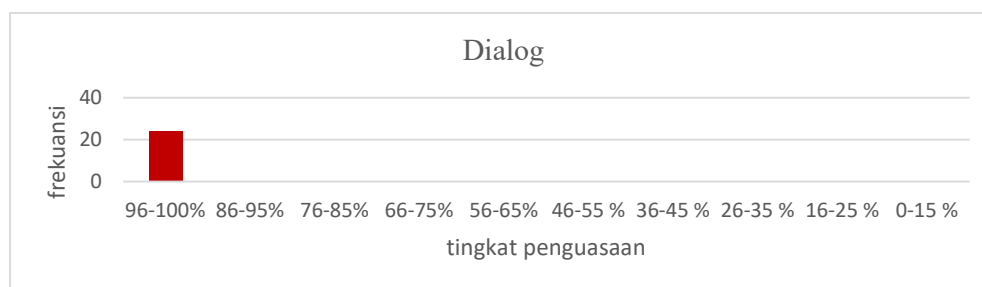 Dialog
frekuansi
40
20
0
96-100% 86-95% 76-85% 66-75% 56-65% 46-55 % 36-45 % 26-35 % 16-25 % 0-15 %
tingkat penguasaan